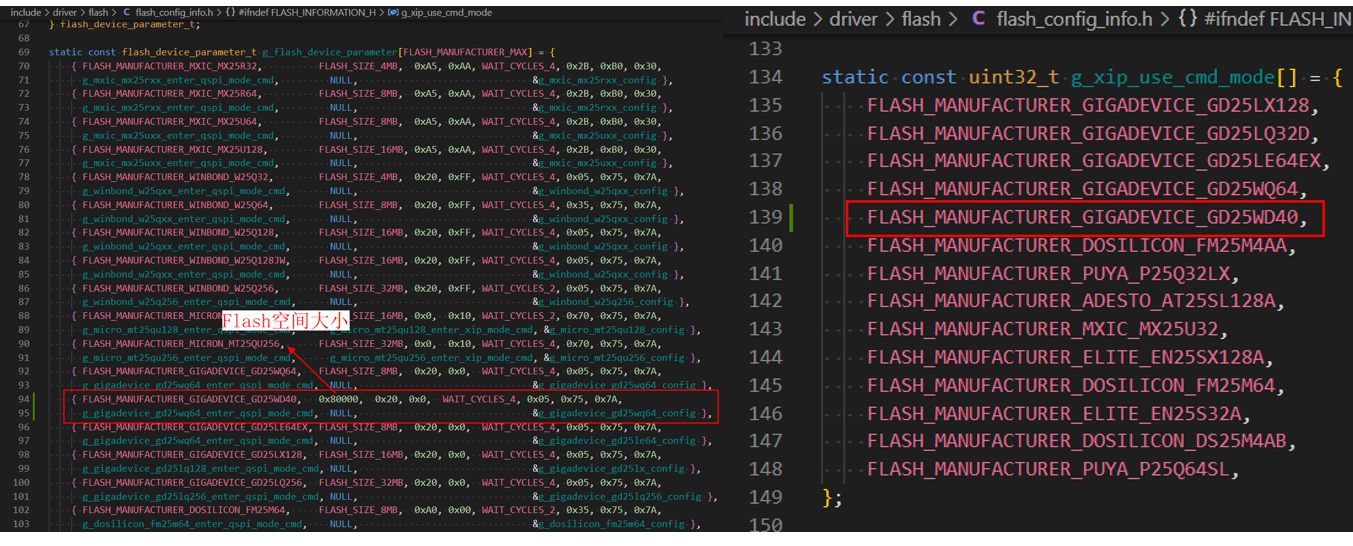 include > driver > flash > C flash_config_info.h > {} #ifndef FLASH_INFORMATION_H > g_xip_use_cmd_mode
67 } flash_device_parameter_t;
68
69 static const flash_device_parameter_t g_flash_device_parameter[FLASH_MANUFACTURER_MAX] = {
70 { FLASH_MANUFACTURER_MXIC_MX25R32, FLASH_SIZE_4MB, 0xA5, 0xAA, WAIT_CYCLES_4, 0x2B, 0xB0, 0x30,
71 g_mxic_mx25rxx_enter_qspi_mode_cmd, NULL, &g_mxic_mx25rxx_config },
72 { FLASH_MANUFACTURER_MXIC_MX25R64, FLASH_SIZE_8MB, 0xA5, 0xAA, WAIT_CYCLES_4, 0x2B, 0xB0, 0x30,
73 g_mxic_mx25rxx_enter_qspi_mode_cmd, NULL, &g_mxic_mx25rxx_config },
74 { FLASH_MANUFACTURER_MXIC_MX25U64, FLASH_SIZE_8MB, 0xA5, 0xAA, WAIT_CYCLES_4, 0x2B, 0xB0, 0x30,
75 g_mxic_mx25uxx_enter_qspi_mode_cmd, NULL, &g_mxic_mx25uxx_config },
76 { FLASH_MANUFACTURER_MXIC_MX25U128, FLASH_SIZE_16MB, 0xA5, 0xAA, WAIT_CYCLES_4, 0x2B, 0xB0, 0x30,
77 g_mxic_mx25uxx_enter_qspi_mode_cmd, NULL, &g_mxic_mx25uxx_config },
78 { FLASH_MANUFACTURER_WINBOND_W25Q32, FLASH_SIZE_4MB, 0x20, 0xFF, WAIT_CYCLES_4, 0x05, 0x75, 0x7A,
79 g_winbond_w25qxx_enter_qspi_mode_cmd, NULL, &g_winbond_w25qxx_config },
80 { FLASH_MANUFACTURER_WINBOND_W25Q64, FLASH_SIZE_8MB, 0x20, 0xFF, WAIT_CYCLES_4, 0x35, 0x75, 0x7A,
81 g_winbond_w25qxx_enter_qspi_mode_cmd, NULL, &g_winbond_w25qxx_config },
82 { FLASH_MANUFACTURER_WINBOND_W25Q128, FLASH_SIZE_16MB, 0x20, 0xFF, WAIT_CYCLES_4, 0x05, 0x75, 0x7A,
83 g_winbond_w25qxx_enter_qspi_mode_cmd, NULL, &g_winbond_w25qxx_config },
84 { FLASH_MANUFACTURER_WINBOND_W25Q128JW, FLASH_SIZE_16MB, 0x20, 0xFF, WAIT_CYCLES_4, 0x05, 0x75, 0x7A,
85 g_winbond_w25qxx_enter_qspi_mode_cmd, NULL, &g_winbond_w25qxx_config },
86 { FLASH_MANUFACTURER_WINBOND_W25Q256, FLASH_SIZE_32MB, 0x20, 0xFF, WAIT_CYCLES_2, 0x05, 0x75, 0x7A,
87 g_winbond_w25q256_enter_qspi_mode_cmd, NULL, &g_winbond_w25q256_config },
88 { FLASH_MANUFACTURER_MICRON FLASH_SIZE_16MB, 0x0, 0x10, WAIT_CYCLES_2, 0x70, 0x75, 0x7A,
Flash空间大小
89 g_micro_mt25qu128_enter_qspi_mode_cmd, g_micro_mt25qu128_enter_xip_mode_cmd, &g_micro_mt25qu128_config },
90 { FLASH_MANUFACTURER_MICRON_MT25QU256, FLASH_SIZE_32MB, 0x0, 0x10, WAIT_CYCLES_4, 0x70, 0x75, 0x7A,
91 g_micro_mt25qu256_enter_qspi_mode_cmd, g_micro_mt25qu256_enter_xip_mode_cmd, &g_micro_mt25qu256_config },
92 { FLASH_MANUFACTURER_GIGADEVICE_GD25WQ64, FLASH_SIZE_8MB, 0x20, 0x0, WAIT_CYCLES_4, 0x05, 0x75, 0x7A,
93 g_gigadevice_gd25wq64_enter_qspi_mode_cmd, NULL, &g_gigadevice_gd25wq64_config },
94 { FLASH_MANUFACTURER_GIGADEVICE_GD25WD40, 0x80000, 0x20, 0x0, WAIT_CYCLES_4, 0x05, 0x75, 0x7A,
95 g_gigadevice_gd25wq64_enter_qspi_mode_cmd, NULL, &g_gigadevice_gd25wq64_config },
96 { FLASH_MANUFACTURER_GIGADEVICE_GD25LE64EX, FLASH_SIZE_8MB, 0x20, 0x0, WAIT_CYCLES_4, 0x05, 0x75, 0x7A,
97 g_gigadevice_gd25wq64_enter_qspi_mode_cmd, NULL, &g_gigadevice_gd25le64_config },
98 { FLASH_MANUFACTURER_GIGADEVICE_GD25LX128, FLASH_SIZE_16MB, 0x20, 0x0, WAIT_CYCLES_4, 0x05, 0x75, 0x7A,
99 g_gigadevice_gd25lq128_enter_qspi_mode_cmd, NULL, &g_gigadevice_gd25lx_config },
100 { FLASH_MANUFACTURER_GIGADEVICE_GD25LQ256, FLASH_SIZE_32MB, 0x20, 0x0, WAIT_CYCLES_4, 0x05, 0x75, 0x7A,
101 g_gigadevice_gd25lq256_enter_qspi_mode_cmd, NULL, &g_gigadevice_gd25lq256_config },
102 { FLASH_MANUFACTURER_DOSILICON_FM25M64, FLASH_SIZE_8MB, 0xA0, 0x00, WAIT_CYCLES_2, 0x35, 0x75, 0x7A,
103 g_dosilicon_fm25m64_enter_qspi_mode_cmd, NULL, &g_dosilicon_fm25m64_config },
include > driver > flash > C flash_config_info.h > {} #ifndef FLASH_IN
133
134 static const uint32_t g_xip_use_cmd_mode[] = {
135 FLASH_MANUFACTURER_GIGADEVICE_GD25LX128,
136 FLASH_MANUFACTURER_GIGADEVICE_GD25LQ32D,
137 FLASH_MANUFACTURER_GIGADEVICE_GD25LE64EX,
138 FLASH_MANUFACTURER_GIGADEVICE_GD25WQ64,
139 FLASH_MANUFACTURER_GIGADEVICE_GD25WD40,
140 FLASH_MANUFACTURER_DOSILICON_FM25M4AA,
141 FLASH_MANUFACTURER_PUYA_P25Q32LX,
142 FLASH_MANUFACTURER_ADESTO_AT25SL128A,
143 FLASH_MANUFACTURER_MXIC_MX25U32,
144 FLASH_MANUFACTURER_ELITE_EN25SX128A,
145 FLASH_MANUFACTURER_DOSILICON_FM25M64,
146 FLASH_MANUFACTURER_ELITE_EN25S32A,
147 FLASH_MANUFACTURER_DOSILICON_DS25M4AB,
148 FLASH_MANUFACTURER_PUYA_P25Q64SL,
149 };
150